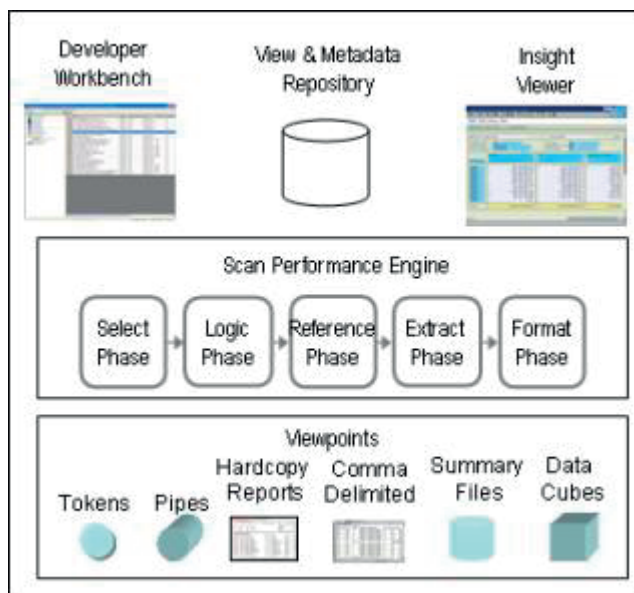 Developer
Workbench
View & Metadata
Repository
Insight
Viewer
Scan Performance Engine
Select
Phase
Logic
Phase
Reference
Phase
Extract
Phase
Format
Phase
Viewpoints
Tokens
Pipes
Hardcopy
Reports
Comma
Delimited
Summary
Files
Data
Cubes